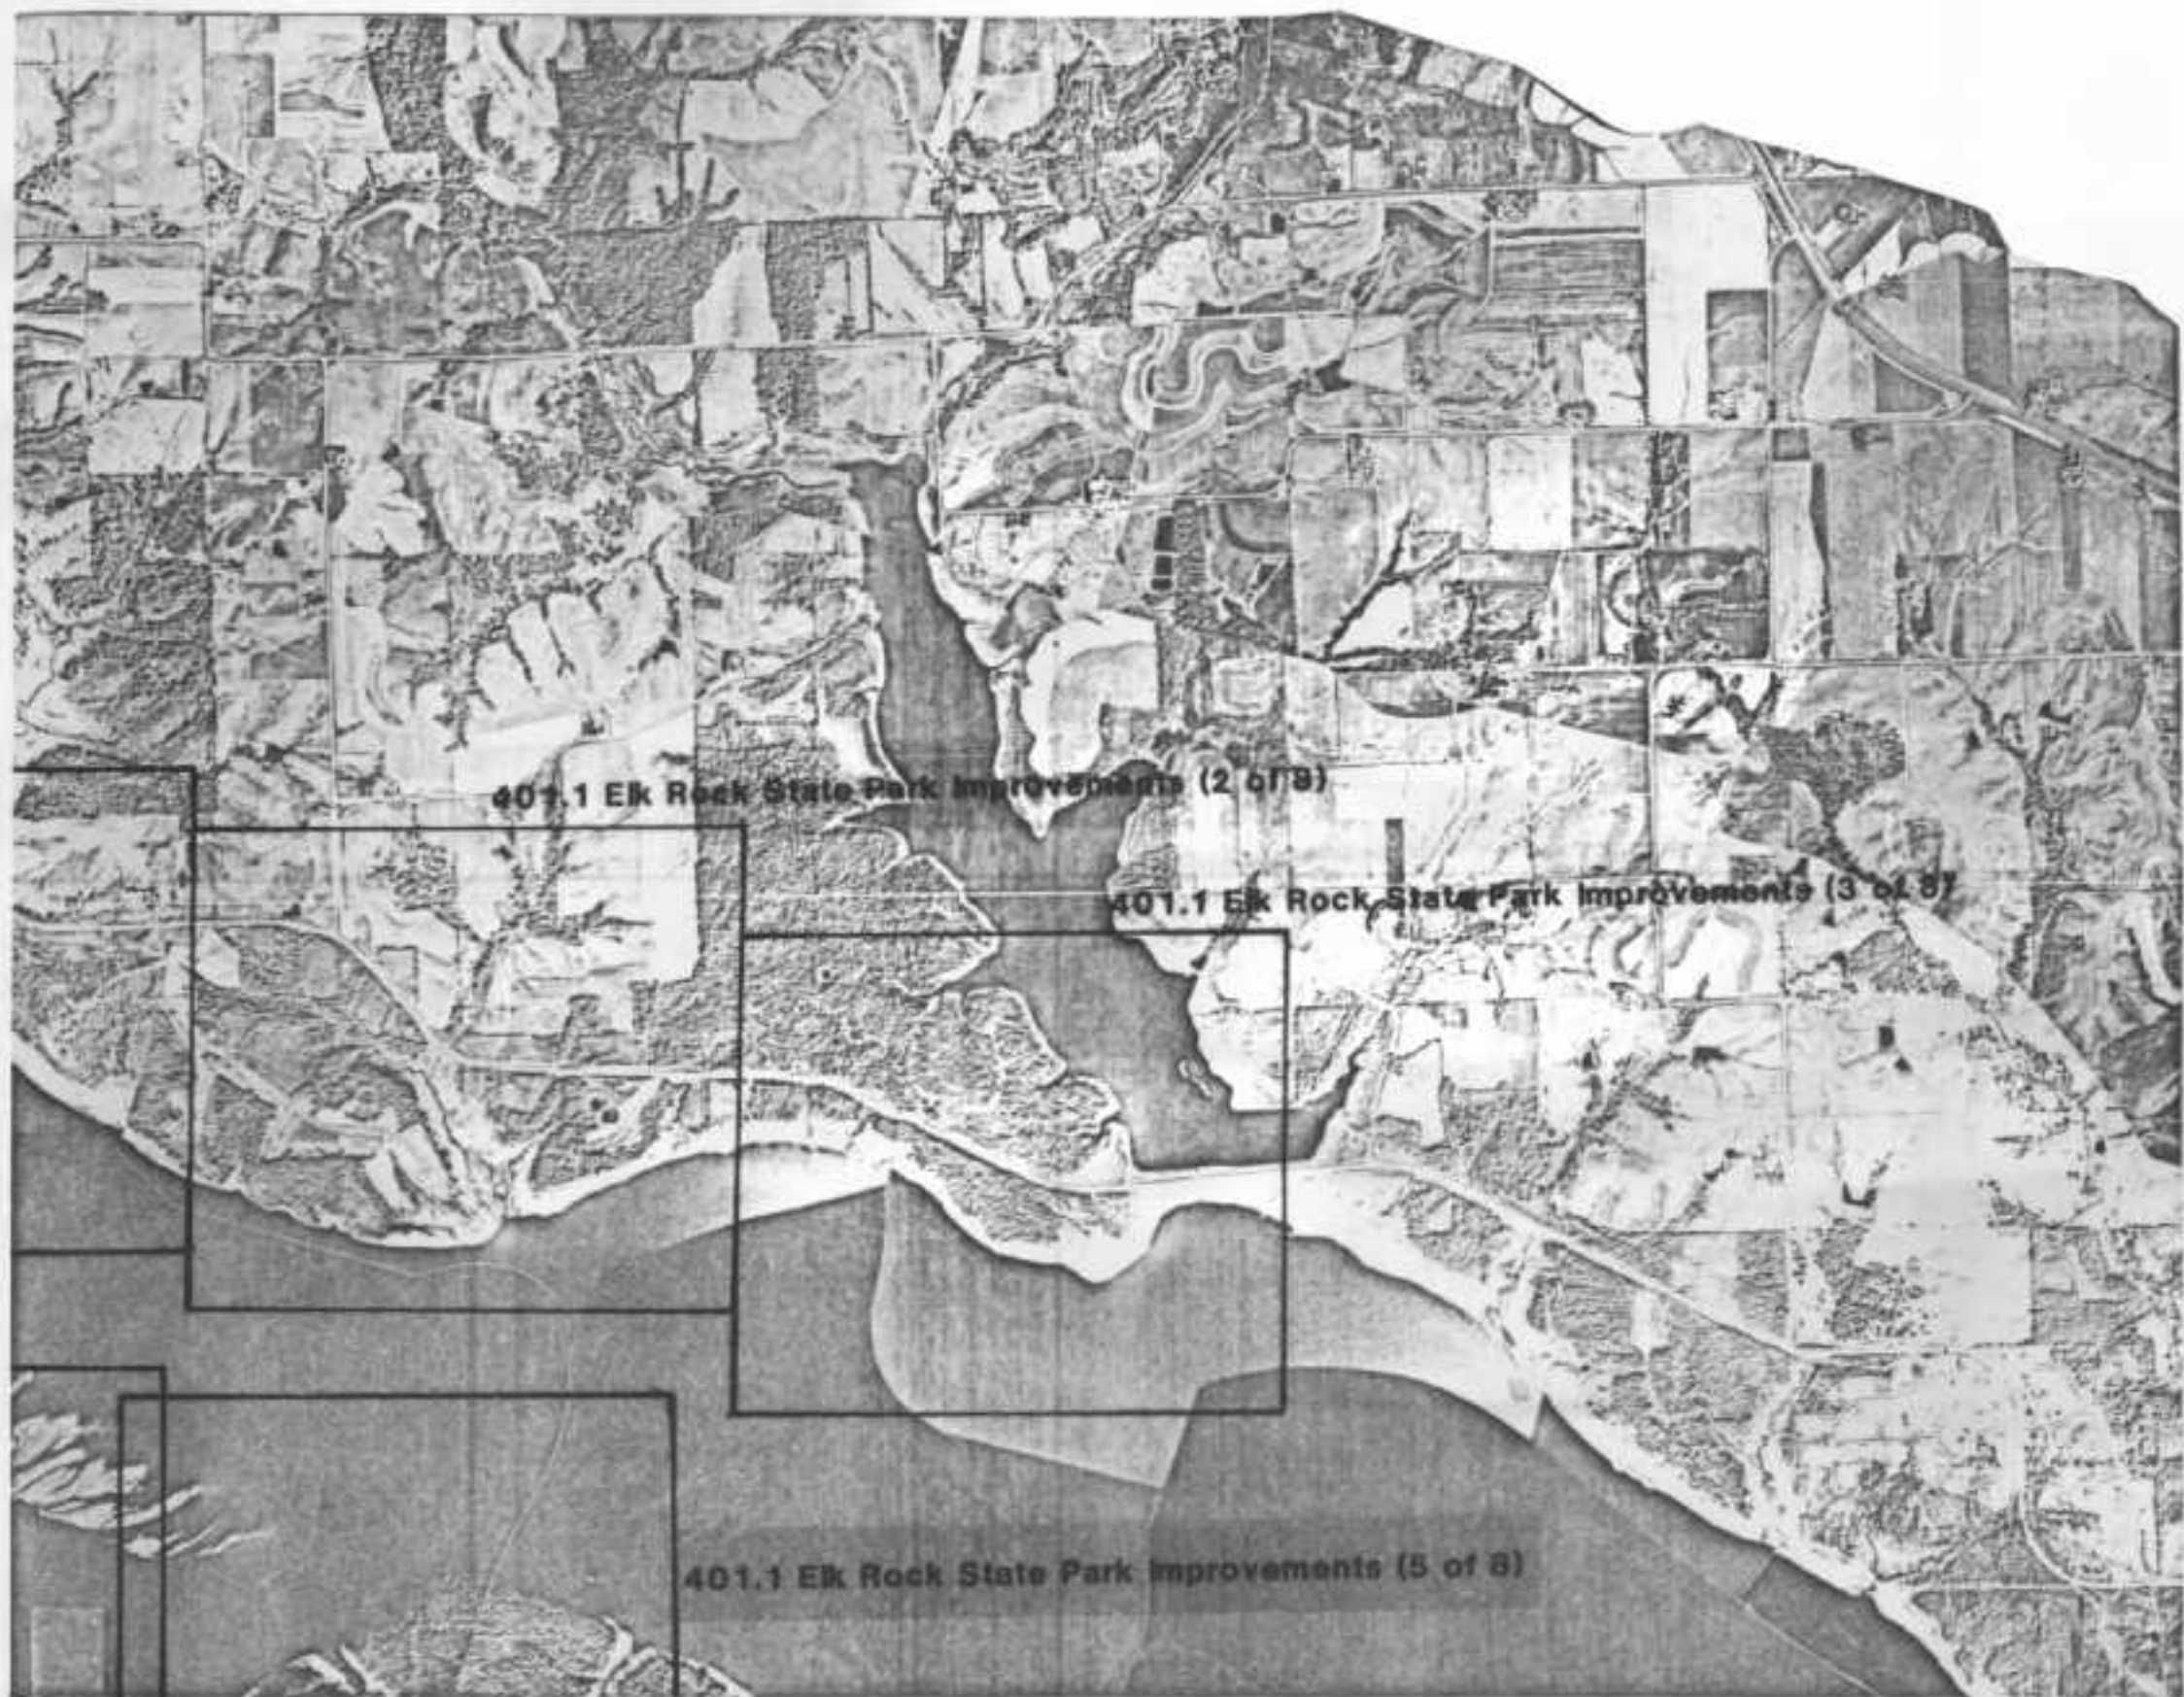 401.1 Elk Rock State Park Improvements (2 of 8)
401.1 Elk Rock State Park Improvements (3 of 8)
401.1 Elk Rock State Park Improvements (5 of 8)